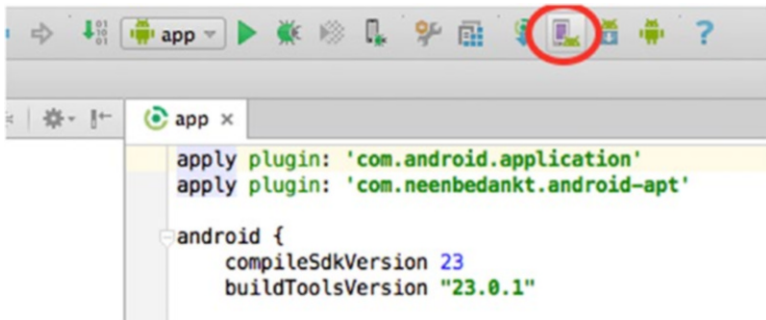 app
?
app ×
apply plugin: 'com.android.application'
apply plugin: 'com.neenbedankt.android-apt'
android {
compileSdkVersion 23
buildToolsVersion "23.0.1"